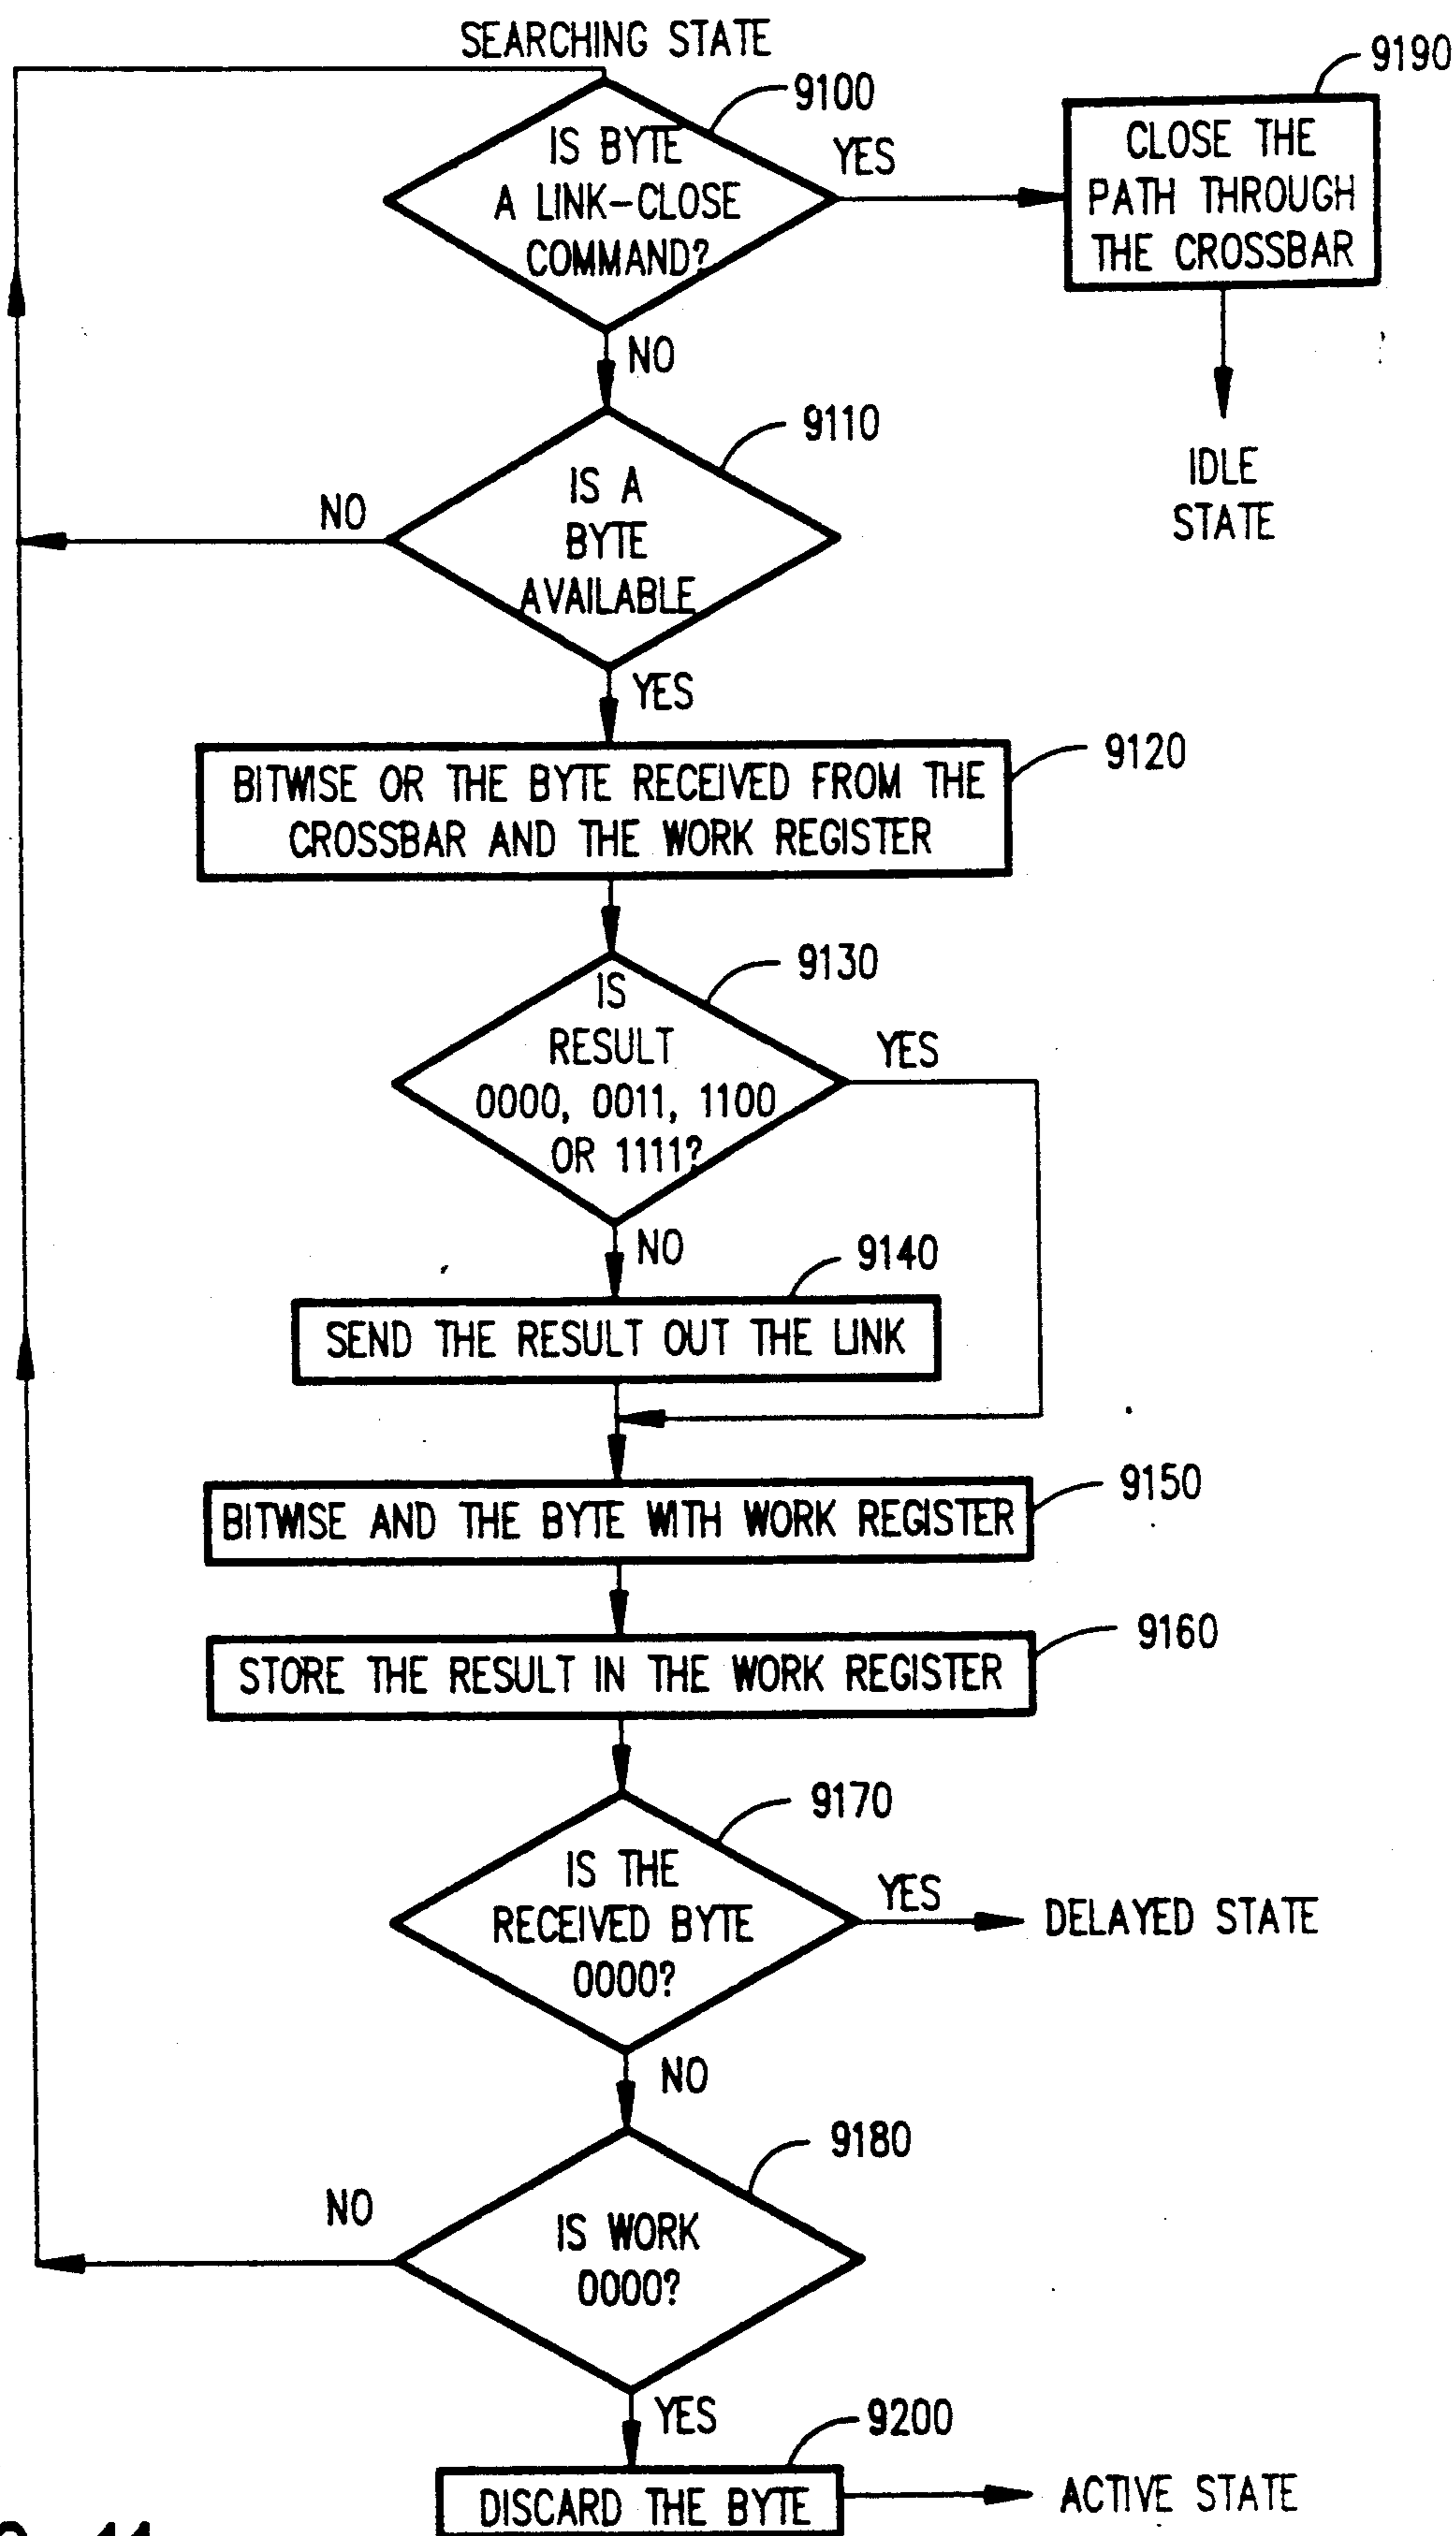 SEARCHING STATE
9190
9100
IS BYTE
A LINK-CLOSE
COMMAND?
YES
CLOSE THE
PATH THROUGH
THE CROSSBAR
NO
9110
IDLE
STATE
IS A
BYTE
AVAILABLE
NO
YES
9120
BITWISE OR THE BYTE RECEIVED FROM THE
CROSSBAR AND THE WORK REGISTER
9130
IS
RESULT
0000, 0011, 1100
OR 1111?
YES
NO
9140
SEND THE RESULT OUT THE LINK
9150
BITWISE AND THE BYTE WITH WORK REGISTER
9160
STORE THE RESULT IN THE WORK REGISTER
9170
IS THE
RECEIVED BYTE
0000?
YES
DELAYED STATE
NO
9180
IS WORK
0000?
NO
YES
9200
DISCARD THE BYTE
ACTIVE STATE